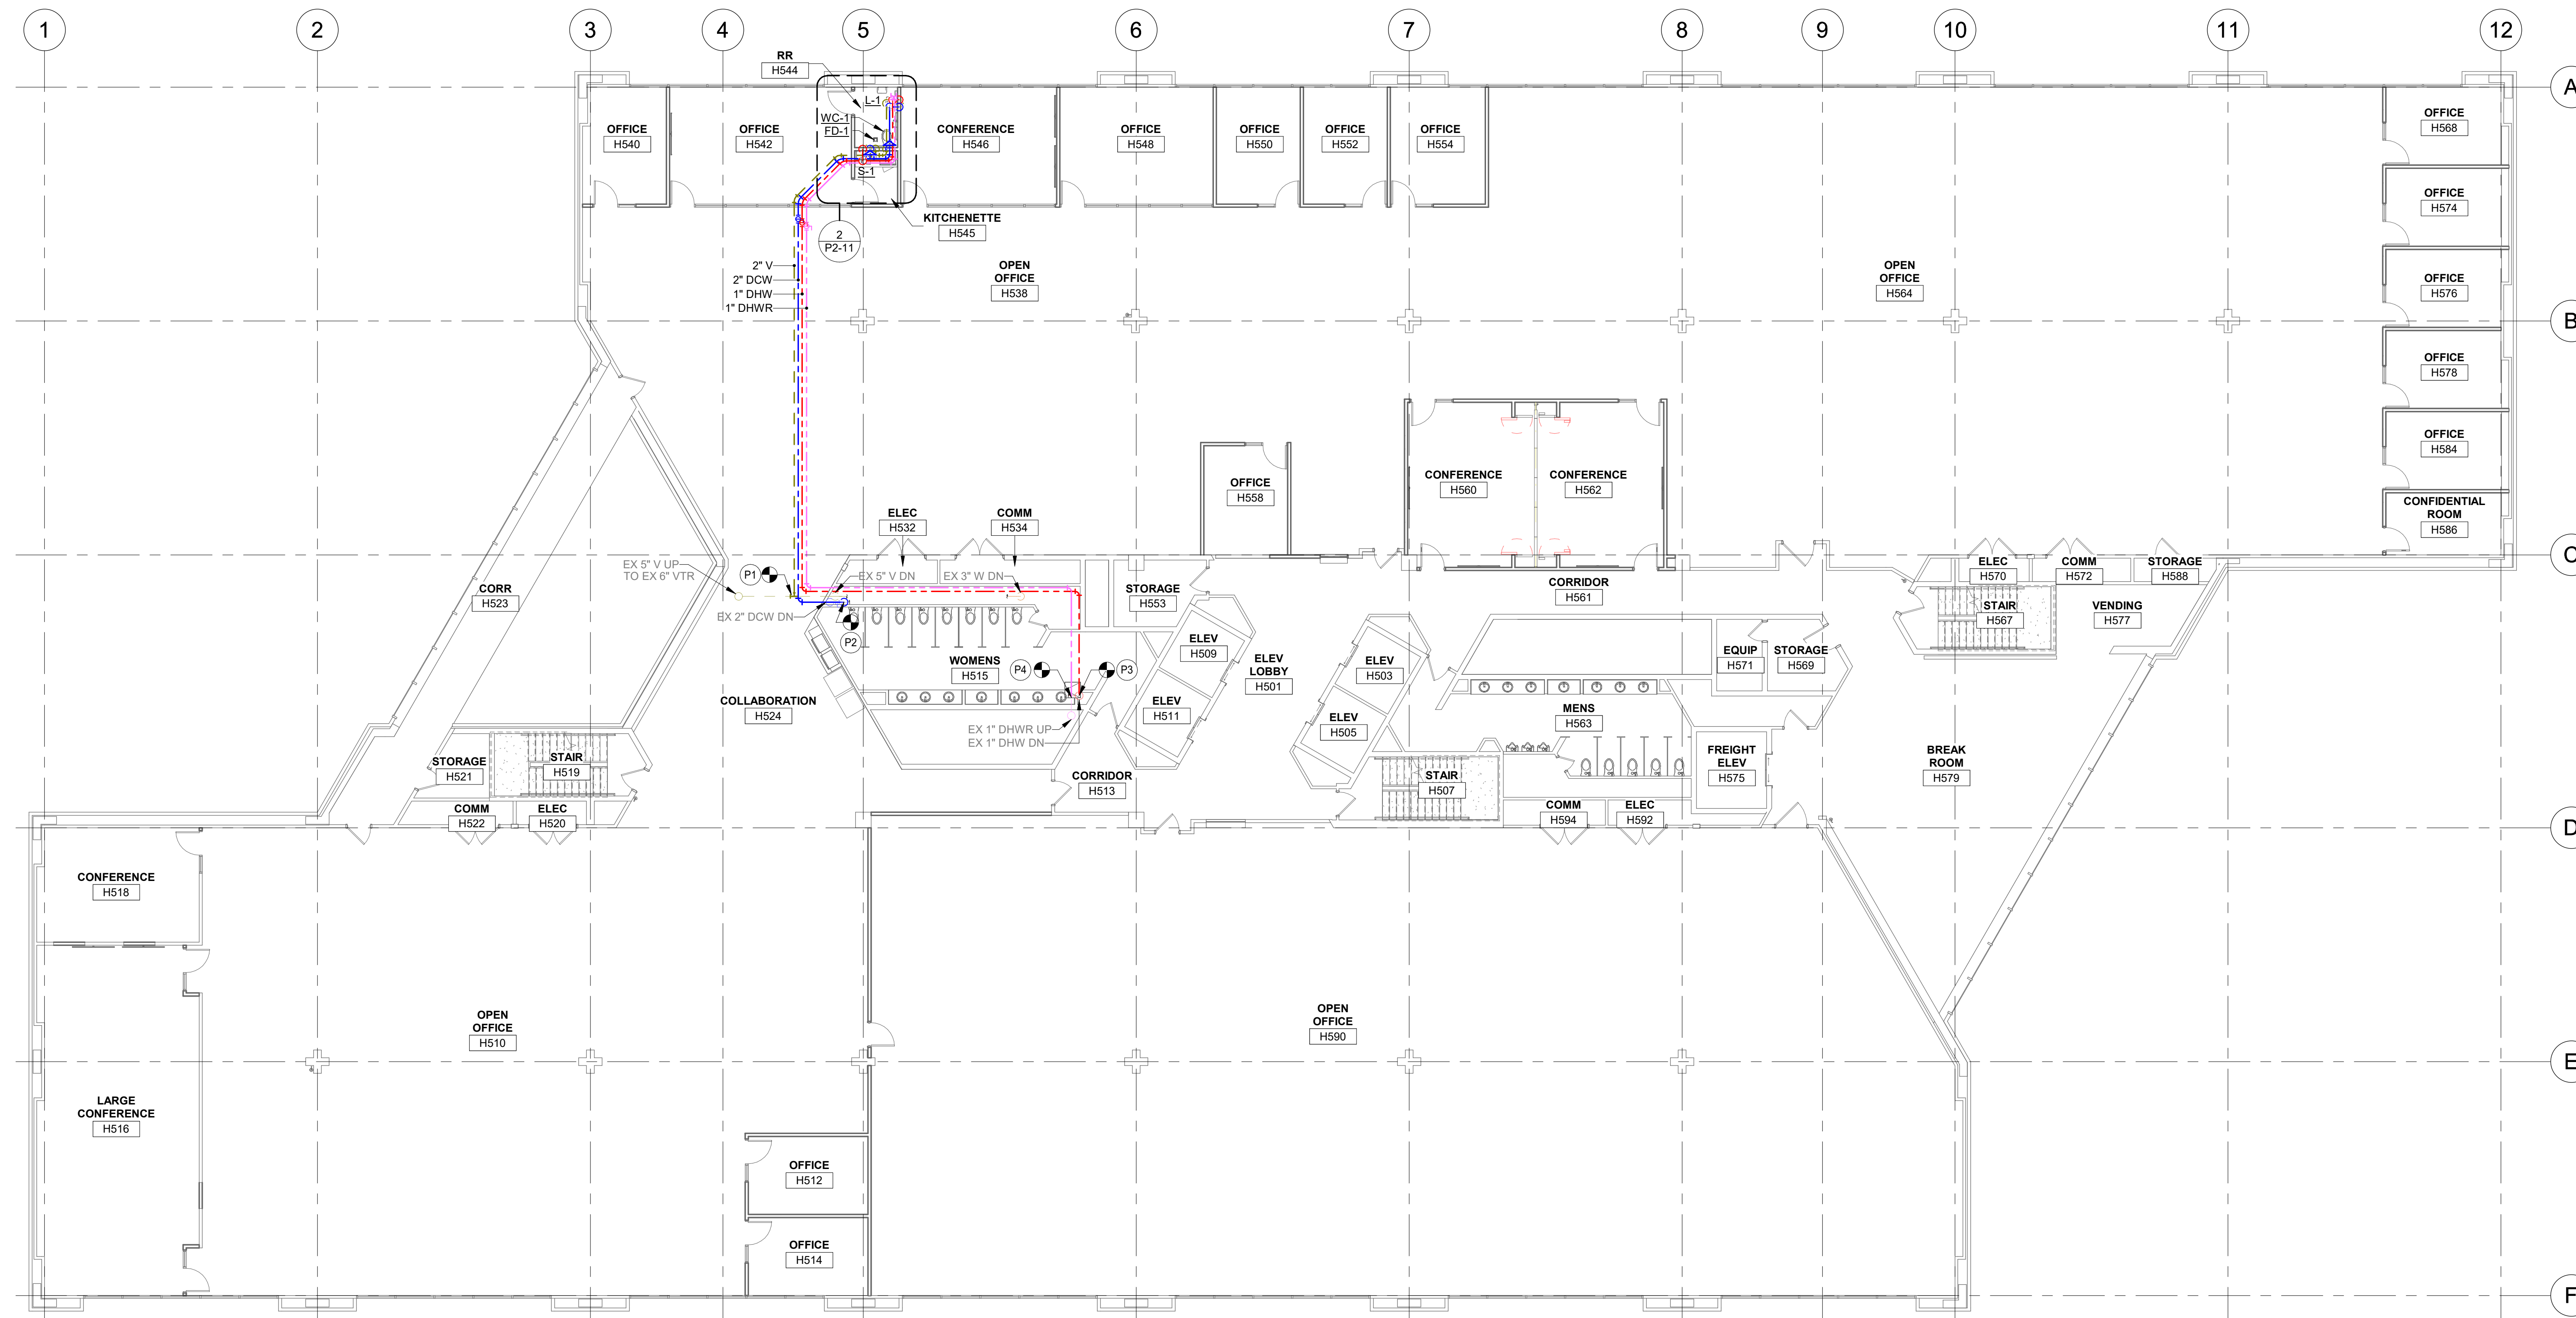 1
2
3
4
5
6
7
8
9
10
11
12
A
B
C
D
E
F
RR
H544
L-1
WC-1
FD-1
S-1
OFFICE
H540
OFFICE
H542
CONFERENCE
H546
OFFICE
H548
OFFICE
H550
OFFICE
H552
OFFICE
H554
OFFICE
H568
OFFICE
H574
OFFICE
H576
OFFICE
H578
OFFICE
H584
CONFIDENTIAL
ROOM
H586
KITCHENETTE
H545
2
P2-11
2" V
2" DCW
1" DHW
1" DHWR
OPEN
OFFICE
H538
OPEN
OFFICE
H564
OFFICE
H558
CONFERENCE
H560
CONFERENCE
H562
ELEC
H532
COMM
H534
EX 5" V UP
TO EX 6" VTR
P1
EX 5" V DN
EX 3" W DN
EX 2" DCW DN
P2
STORAGE
H553
CORRIDOR
H561
ELEC
H570
COMM
H572
STORAGE
H588
STAIR
H567
VENDING
H577
CORR
H523
WOMENS
H515
P4
P3
ELEV
H509
ELEV
LOBBY
H501
ELEV
H503
EQUIP
H571
STORAGE
H569
COLLABORATION
H524
ELEV
H511
ELEV
H505
MENS
H563
EX 1" DHWR UP
EX 1" DHW DN
STORAGE
H521
STAIR
H519
CORRIDOR
H513
STAIR
H507
FREIGHT
ELEV
H575
BREAK
ROOM
H579
COMM
H522
ELEC
H520
COMM
H594
ELEC
H592
CONFERENCE
H518
OPEN
OFFICE
H510
OPEN
OFFICE
H590
LARGE
CONFERENCE
H516
OFFICE
H512
OFFICE
H514